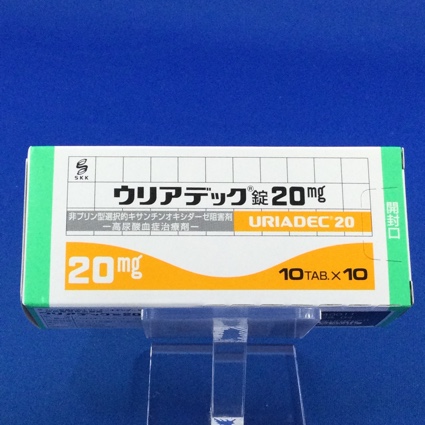 SKK
ウリアデック®錠20mg
非プリン型選択的キサンチンオキシダーゼ阻害剤
―高尿酸血症治療剤―
URIADEC® 20
20mg
10TAB.×10
開封口